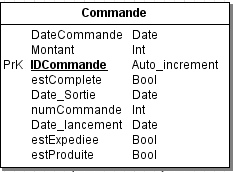 Commande
DateCommande Date
Montant Int
PrK IDCommande Auto_increment
estComplete Bool
Date_Sortie Date
numCommande Int
Date_lancement Date
estExpediee Bool
estProduite Bool